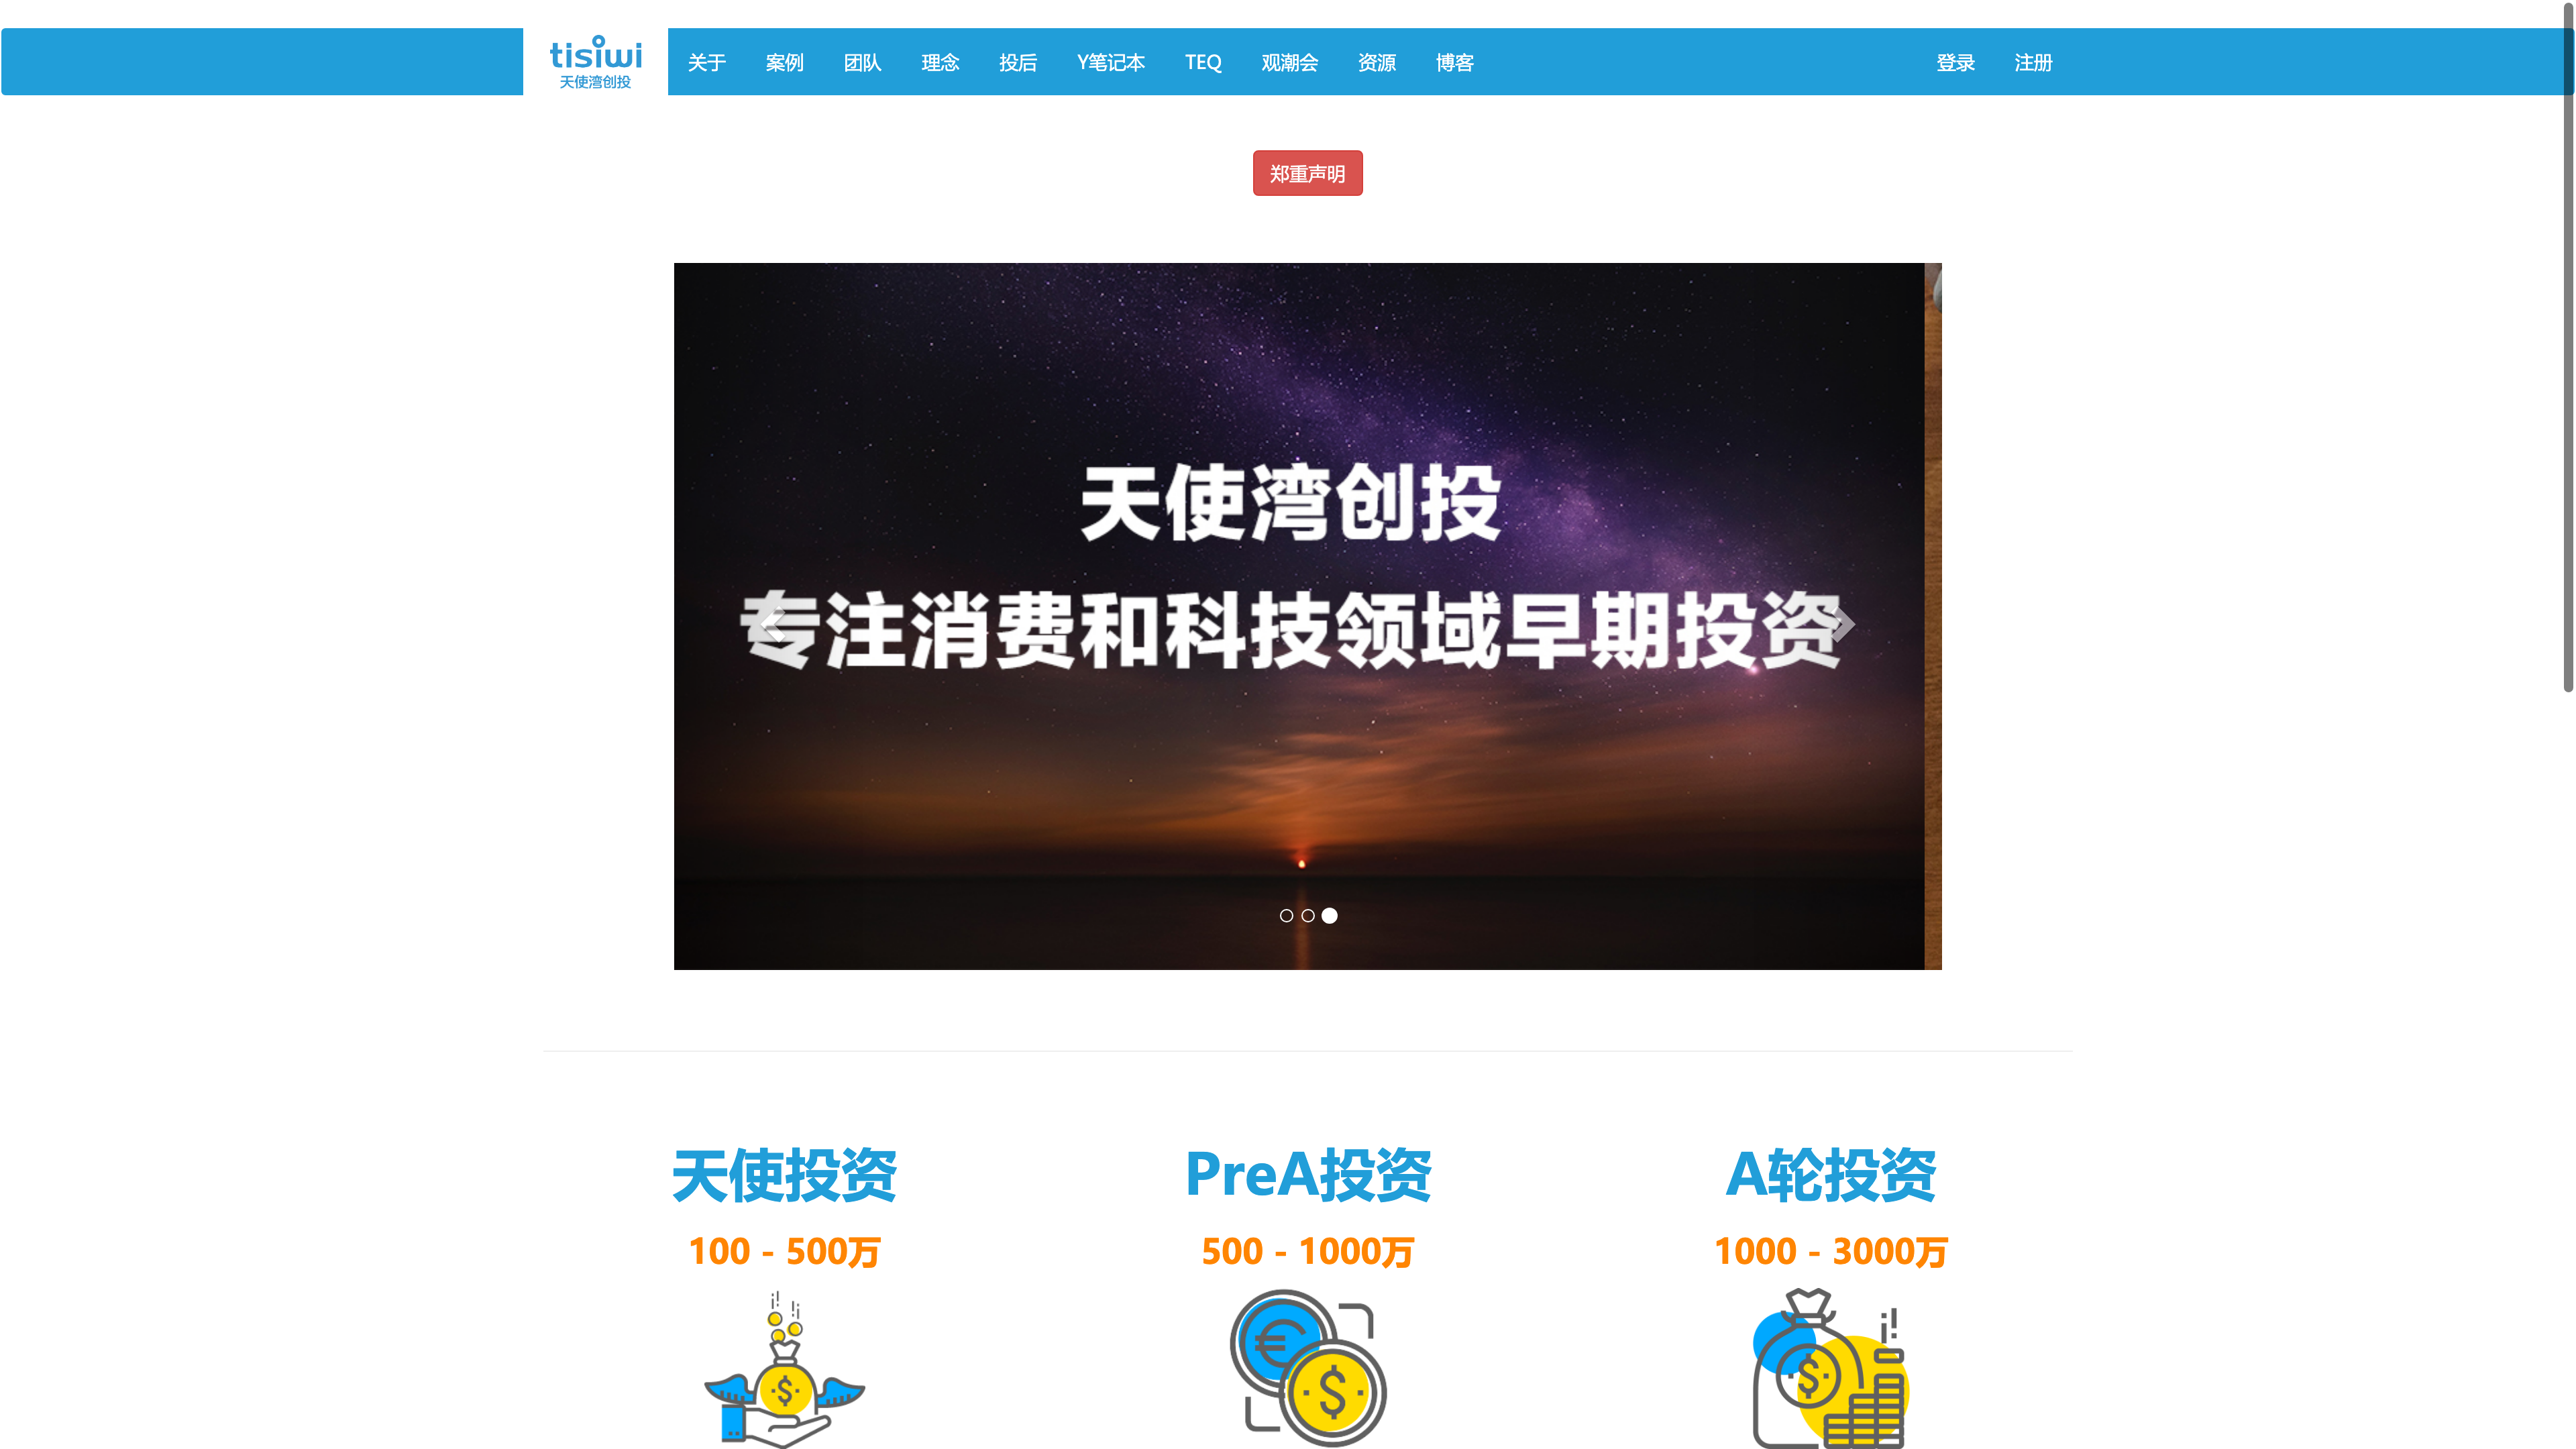 tisiwi
天使湾创投
关于 案例 团队 理念 投后 Y笔记本 TEQ 观潮会 资源 博客 登录 注册
郑重声明
天使湾创投
专注消费和科技领域早期投资
天使投资 PreA投资 A轮投资
100 - 500万 500 - 1000万 1000 - 3000万